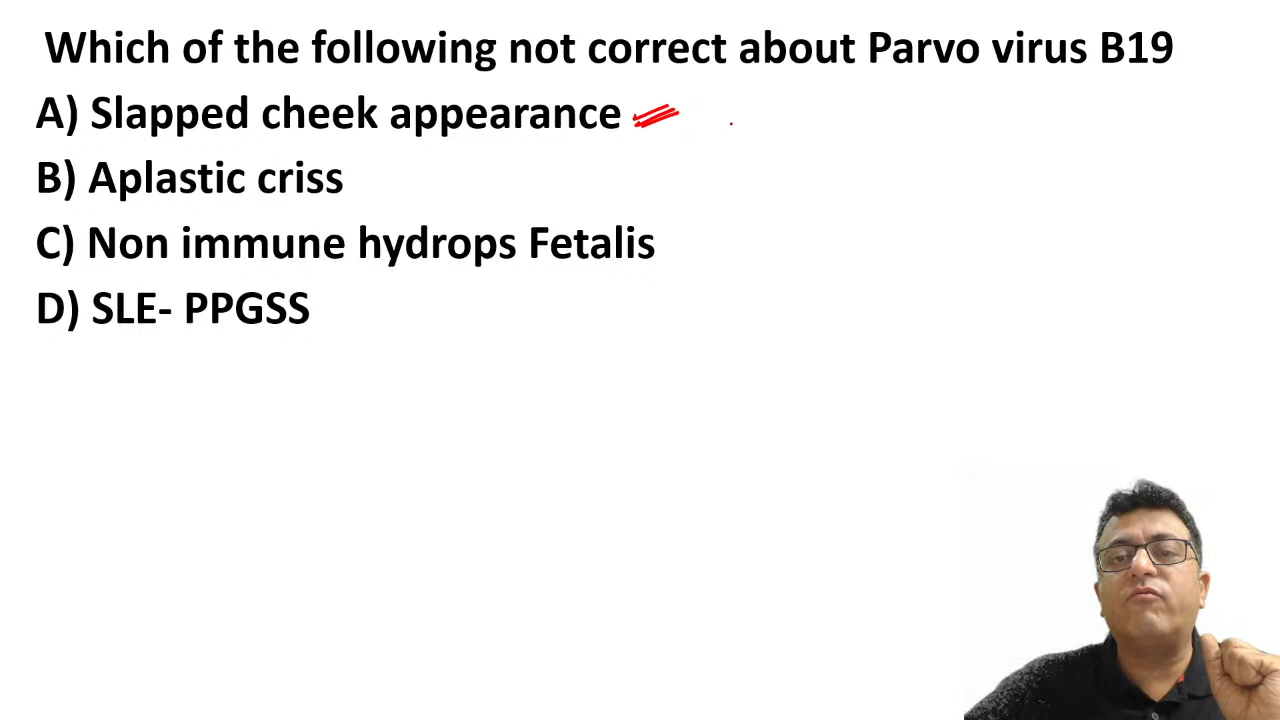 Which of the following not correct about Parvo virus B19
A) Slapped cheek appearance
B) Aplastic criss
C) Non immune hydrops Fetalis
D) SLE- PPGSS